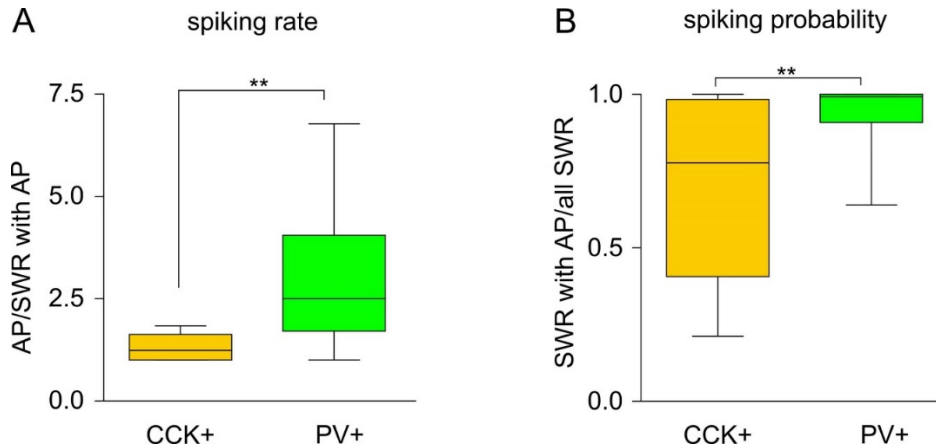 A
spiking rate
**
AP/SWR with AP
7.5
5.0
2.5
0.0
CCK+
PV+
B
spiking probability
**
SWR with AP/all SWR
1.0
0.5
0.0
CCK+
PV+